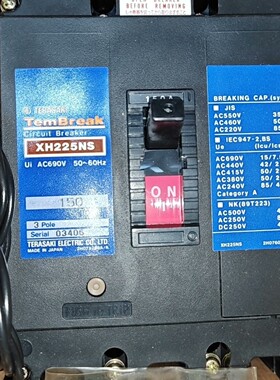 BEFORE REMOVING
TERASAKI
TemBreak
Circuit Breaker
XH225NS
Ui AC690V 50~60Hz
150
3 Pole
Serial 03405
TERASAKI ELECTRIC CO., LTD.
MADE IN JAPAN
ON
BREAKING CAP.
JIS
AC550V
AC460V
AC220V
IEC947-2,BS
Ue
AC690V
AC440V
AC415V
AC380V
AC240V
Category A
NK(89T223)
AC500V
AC250V
DC250V
XH225NS